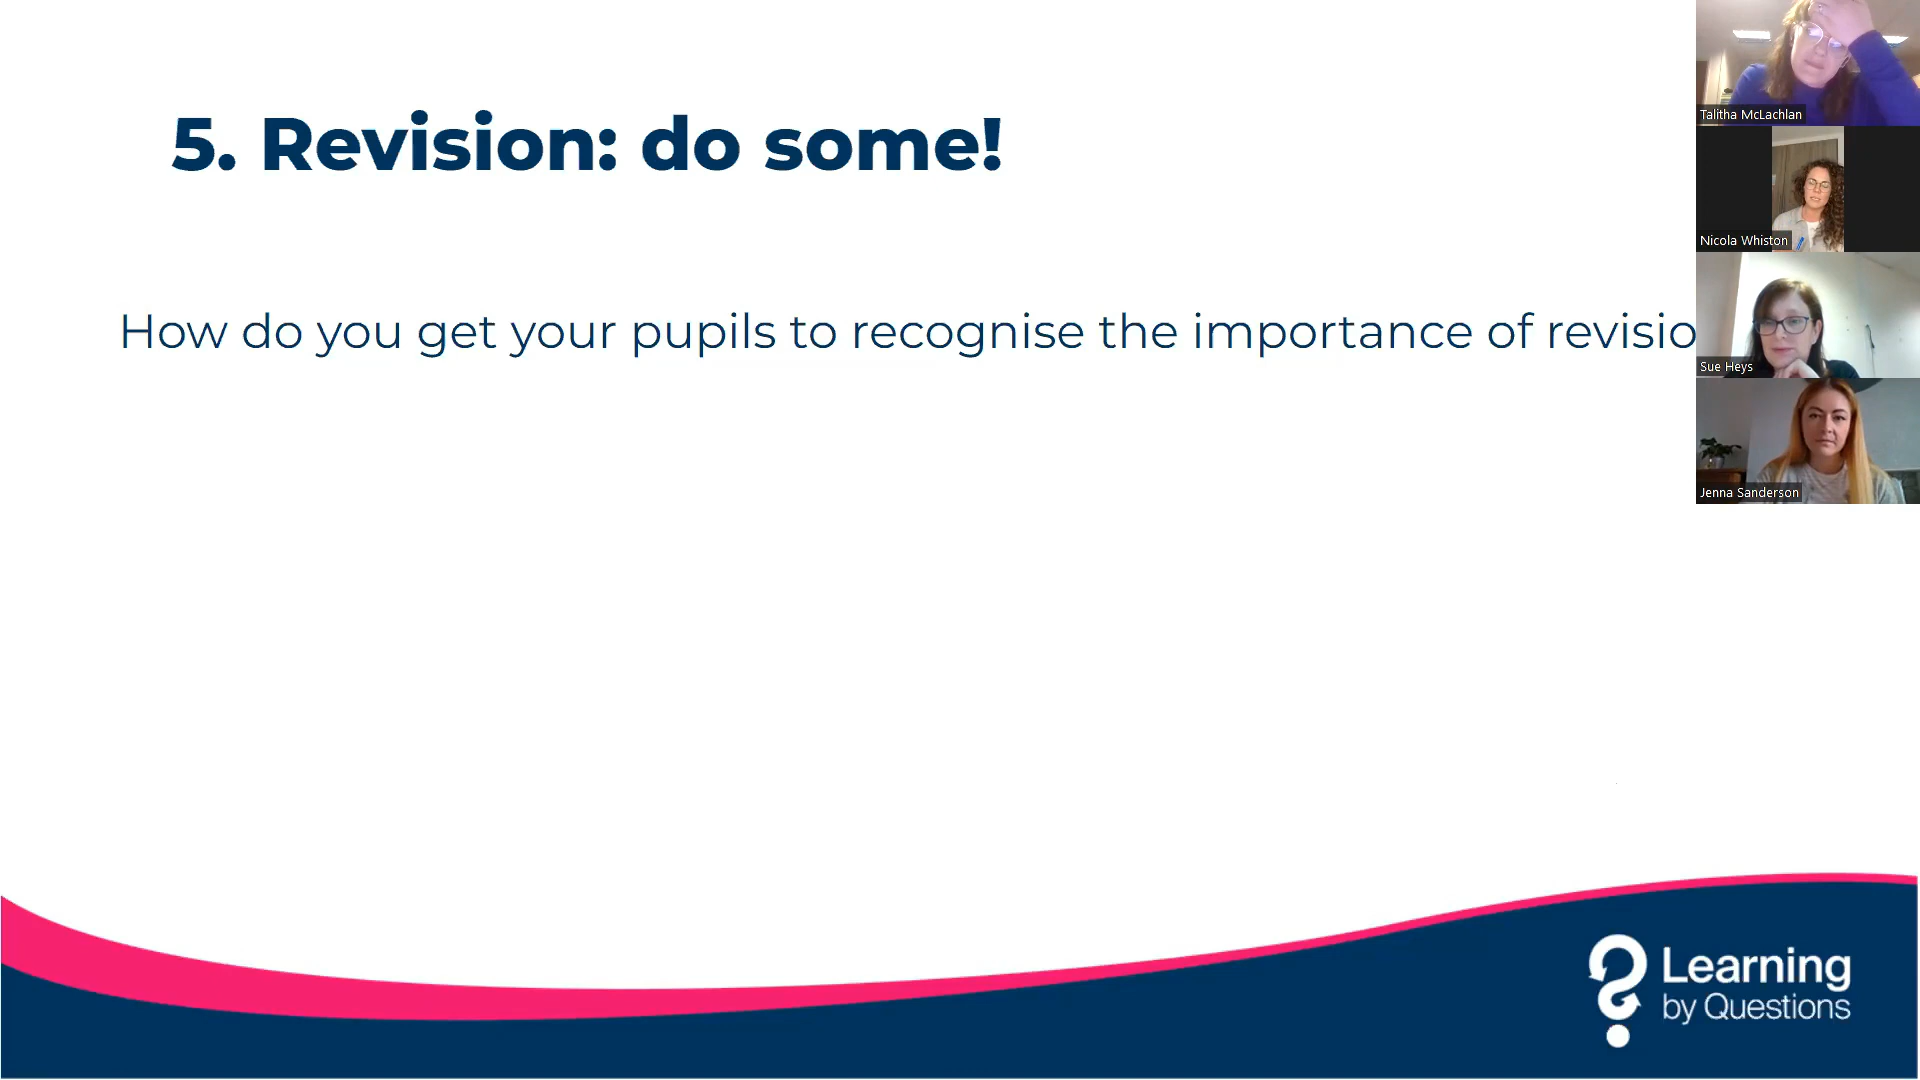 5. Revision: do some!
How do you get your pupils to recognise the importance of revisio
Talitha McLachlan
Nicola Whiston
Sue Heys
Jenna Sanderson
Learning
by Questions